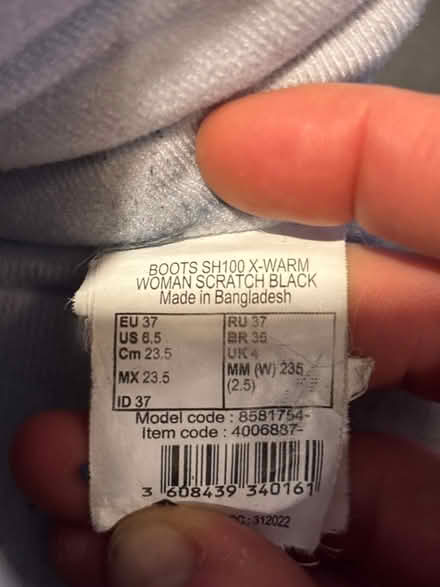 BOOTS SH100 X-WARM
WOMAN SCRATCH BLACK
Made in Bangladesh
EU 37
US 6,5
Cm 23.5
MX 23.5
ID 37
RU 37
BR 35
UK 4
MM (W) 235
(2.5)
Model code : 8581754-
Item code : 4006887-
3 608439 340161
: 312022